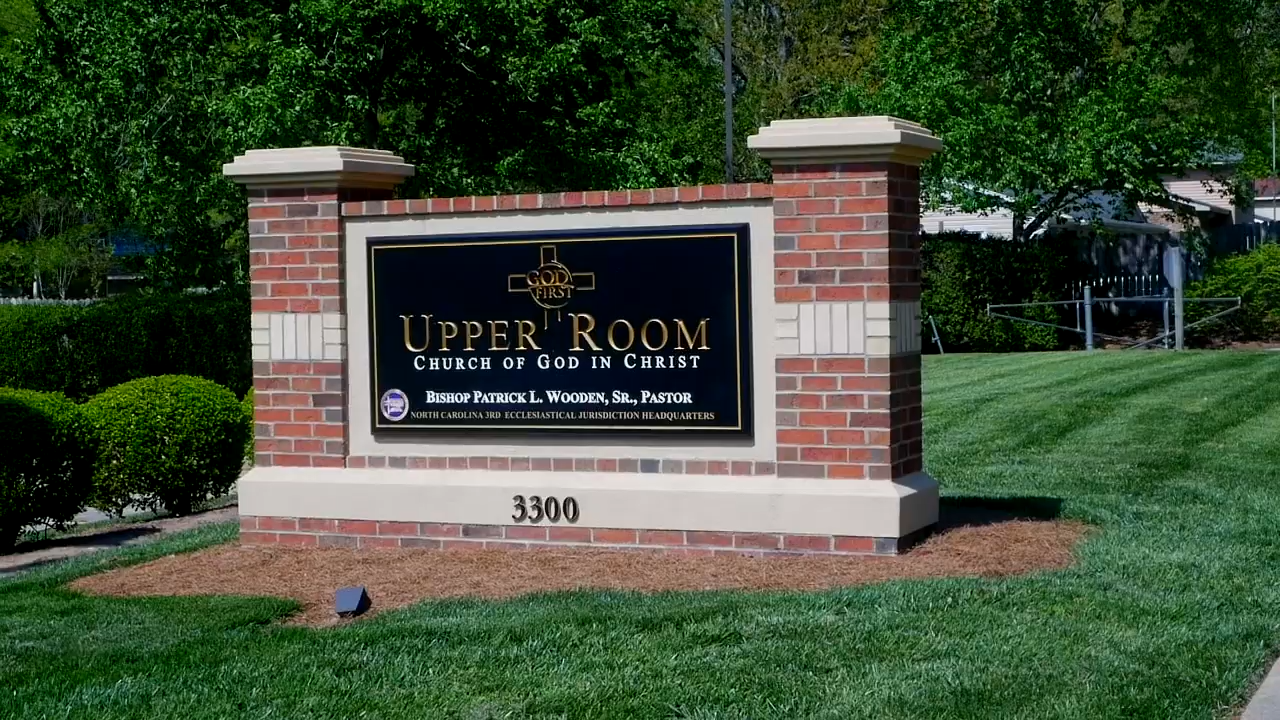 GOD
FIRST
UPPER ROOM
CHURCH OF GOD IN CHRIST
BISHOP PATRICK L. WOODEN, SR., PASTOR
NORTH CAROLINA 3RD ECCLESIASTICAL JURISDICTION HEADQUARTERS
3300